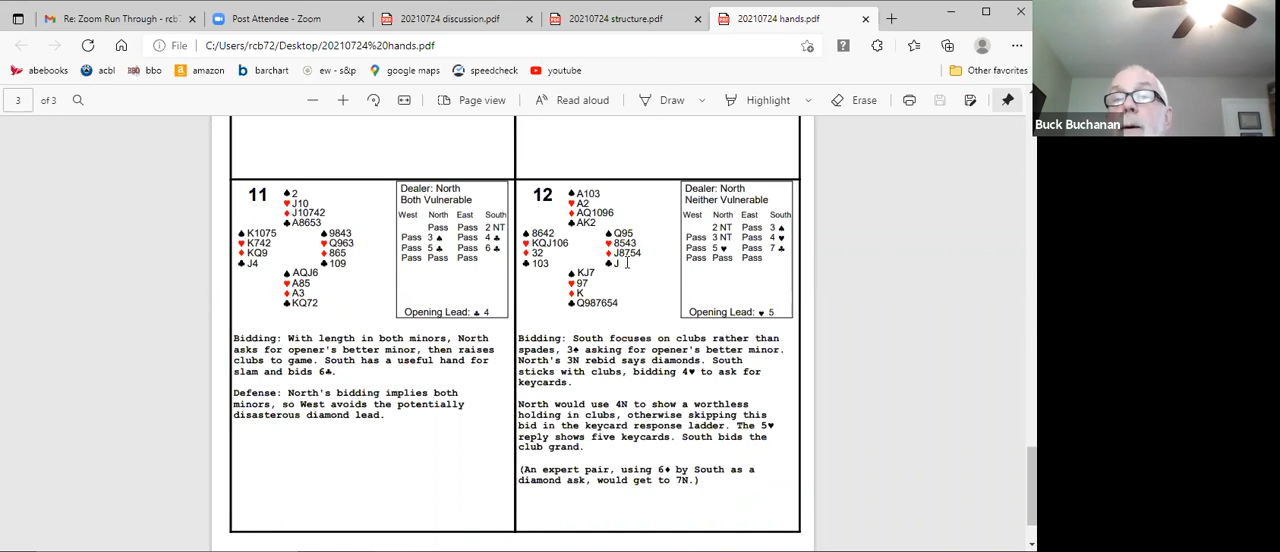 Re: Zoom Run Through - rcb7
Post Attendee - Zoom
20210724 discussion.pdf
20210724 structure.pdf
20210724 hands.pdf
File
C:/Users/rcb72/Desktop/20210724%20hands.pdf
abebooks
acbl
bbo
amazon
barchart
ew - s&p
google maps
speedcheck
youtube
Other favorites
3 of 3
Page view
Read aloud
Draw
Highlight
Erase
Buck Buchanan
11
♠ 2
♥ J10
♦ J10742
♣ A8653
♠ K1075
♥ K742
♦ KQ9
♣ J4
♠ 9843
♥ Q963
♦ 865
♣ 109
♠ AQJ6
♥ A85
♦ A3
♣ KQ72
Dealer: North
Both Vulnerable
West North East South
Pass Pass 2 NT
Pass 3 ♠ Pass 4 ♣
Pass 5 ♣ Pass 6 ♣
Pass Pass Pass
Opening Lead: ♣ 4
Bidding: With length in both minors, North
asks for opener's better minor, then raises
clubs to game. South has a useful hand for
slam and bids 6♣.
Defense: North's bidding implies both
minors, so West avoids the potentially
disasterous diamond lead.
12
♠ A103
♥ A2
♦ AQ1096
♣ AK2
♠ 8642
♥ KQJ106
♦ 32
♣ 103
♠ Q95
♥ 8543
♦ J8754
♣ J
♠ KJ7
♥ 97
♦ K
♣ Q987654
Dealer: North
Neither Vulnerable
West North East South
2 NT Pass 3 ♠
Pass 3 NT Pass 4 ♥
Pass 5 ♥ Pass 7 ♣
Pass Pass Pass
Opening Lead: ♥ 5
Bidding: South focuses on clubs rather than
spades, 3♠ asking for opener's better minor.
North's 3N rebid says diamonds. South
sticks with clubs, bidding 4♥ to ask for
keycards.
North would use 4N to show a worthless
holding in clubs, otherwise skipping this
bid in the keycard response ladder. The 5♥
reply shows five keycards. South bids the
club grand.
(An expert pair, using 6♦ by South as a
diamond ask, would get to 7N.)